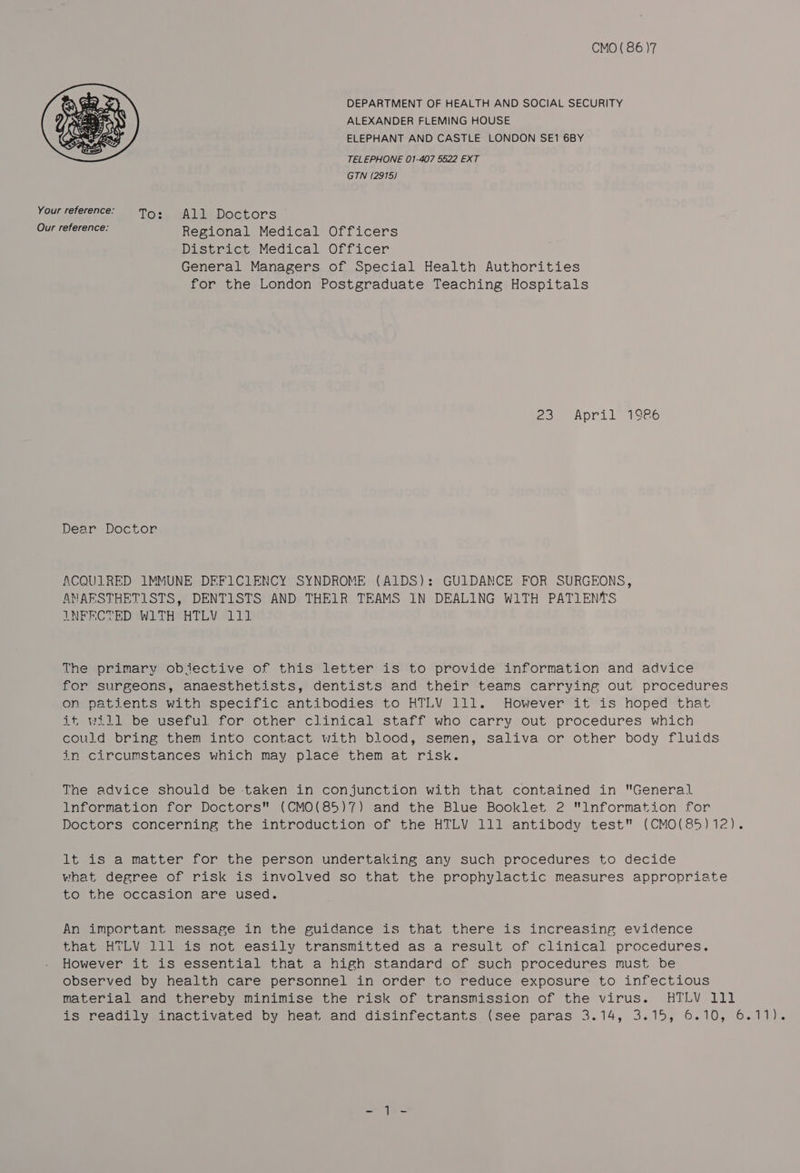 CMO(86)7
DEPARTMENT OF HEALTH AND SOCIAL SECURITY
ALEXANDER FLEMING HOUSE
ELEPHANT AND CASTLE LONDON SE1 6BY
TELEPHONE 01-407 5522 EXT
GTN (2915)
Your reference: To: All Doctors
Our reference: Regional Medical Officers
District Medical Officer
General Managers of Special Health Authorities
for the London Postgraduate Teaching Hospitals
23 April 1986
Dear Doctor
ACQUIRED IMMUNE DEFICIENCY SYNDROME (AIDS): GUIDANCE FOR SURGEONS,
ANAESTHETISTS, DENTISTS AND THEIR TEAMS IN DEALING WITH PATIENTS
INFECTED WITH HTLV 111
The primary objective of this letter is to provide information and advice
for surgeons, anaesthetists, dentists and their teams carrying out procedures
on patients with specific antibodies to HTLV 111. However it is hoped that
it will be useful for other clinical staff who carry out procedures which
could bring them into contact with blood, semen, saliva or other body fluids
in circumstances which may place them at risk.
The advice should be taken in conjunction with that contained in "General
Information for Doctors" (CMO(85)7) and the Blue Booklet 2 "Information for
Doctors concerning the introduction of the HTLV 111 antibody test" (CMO(85)12).
It is a matter for the person undertaking any such procedures to decide
what degree of risk is involved so that the prophylactic measures appropriate
to the occasion are used.
An important message in the guidance is that there is increasing evidence
that HTLV 111 is not easily transmitted as a result of clinical procedures.
However it is essential that a high standard of such procedures must be
observed by health care personnel in order to reduce exposure to infectious
material and thereby minimise the risk of transmission of the virus. HTLV 111
is readily inactivated by heat and disinfectants (see paras 3.14, 3.15, 6.10, 6.11).
- 1 -